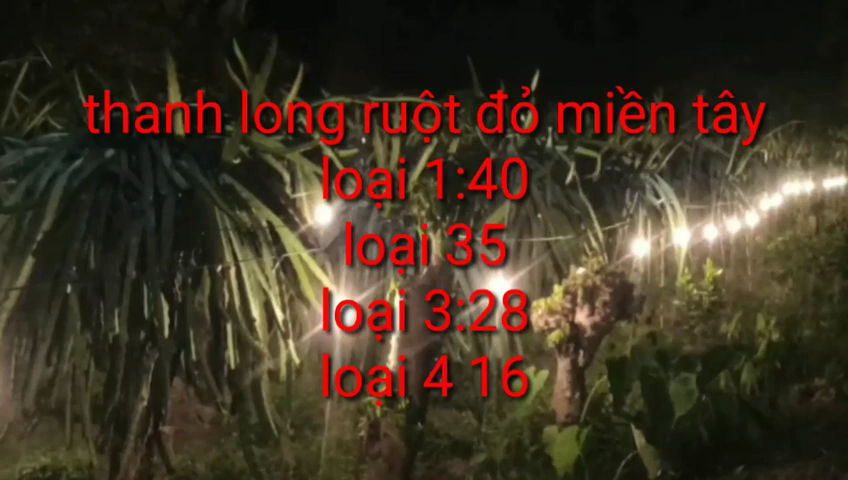 thanh long ruột đỏ miền tây
loại 1:40
loại 35
loại 3:28
loại 4 16